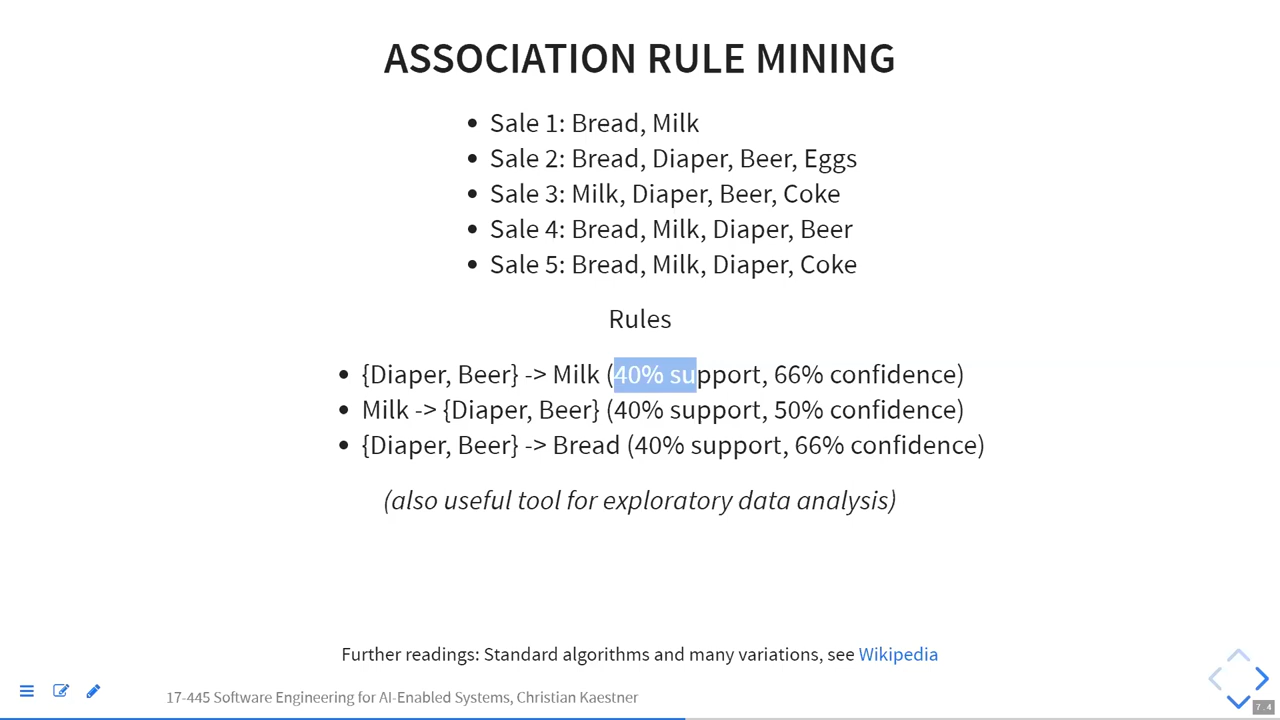 ASSOCIATION RULE MINING
• Sale 1: Bread, Milk
• Sale 2: Bread, Diaper, Beer, Eggs
• Sale 3: Milk, Diaper, Beer, Coke
• Sale 4: Bread, Milk, Diaper, Beer
• Sale 5: Bread, Milk, Diaper, Coke
Rules
• {Diaper, Beer} -> Milk (40% support, 66% confidence)
• Milk -> {Diaper, Beer} (40% support, 50% confidence)
• {Diaper, Beer} -> Bread (40% support, 66% confidence)
(also useful tool for exploratory data analysis)
Further readings: Standard algorithms and many variations, see Wikipedia
17-445 Software Engineering for AI-Enabled Systems, Christian Kaestner
7.4